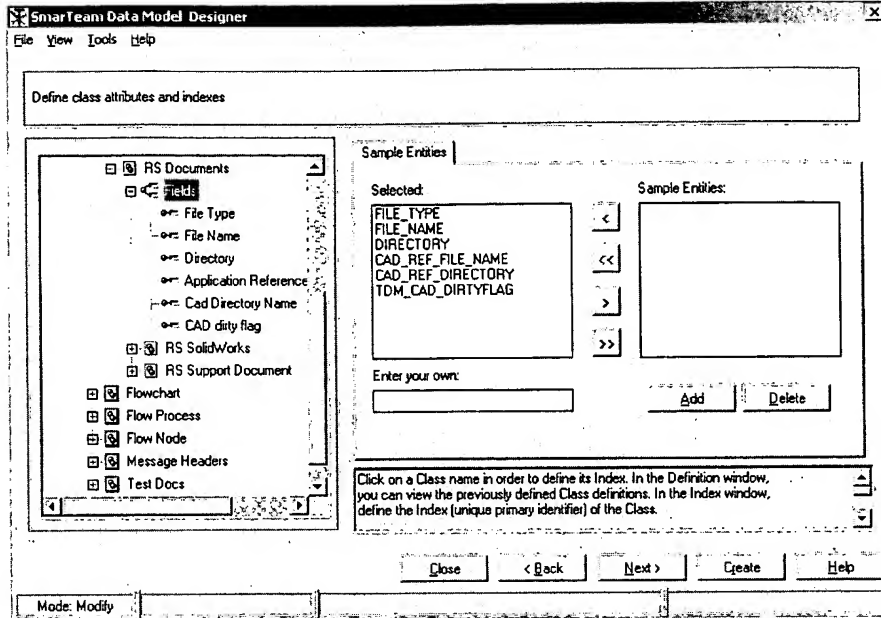 SmarTeam Data Model Designer
File View Tools Help
Define class attributes and indexes
RS Documents
Fields
File Type
File Name
Directory
Application Reference
Cad Directory Name
CAD dirty flag
RS SolidWorks
RS Support Document
Flowchart
Flow Process
Flow Node
Message Headers
Test Docs
Sample Entities
Selected:
FILE_TYPE
FILE_NAME
DIRECTORY
CAD_REF_FILE_NAME
CAD_REF_DIRECTORY
TDM_CAD_DIRTYFLAG
<
<<
>
>>
Sample Entities:
Enter your own:
Add Delete
Click on a Class name in order to define its Index. In the Definition window,
you can view the previously defined Class definitions. In the Index window,
define the Index (unique primary identifier) of the Class.
Close < Back Next > Create Help
Mode: Modify